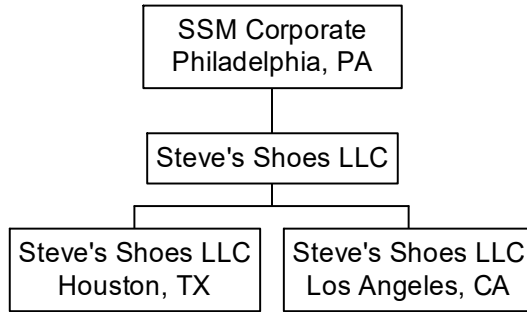 SSM Corporate
Philadelphia, PA
Steve's Shoes LLC
Steve's Shoes LLC
Houston, TX
Steve's Shoes LLC
Los Angeles, CA